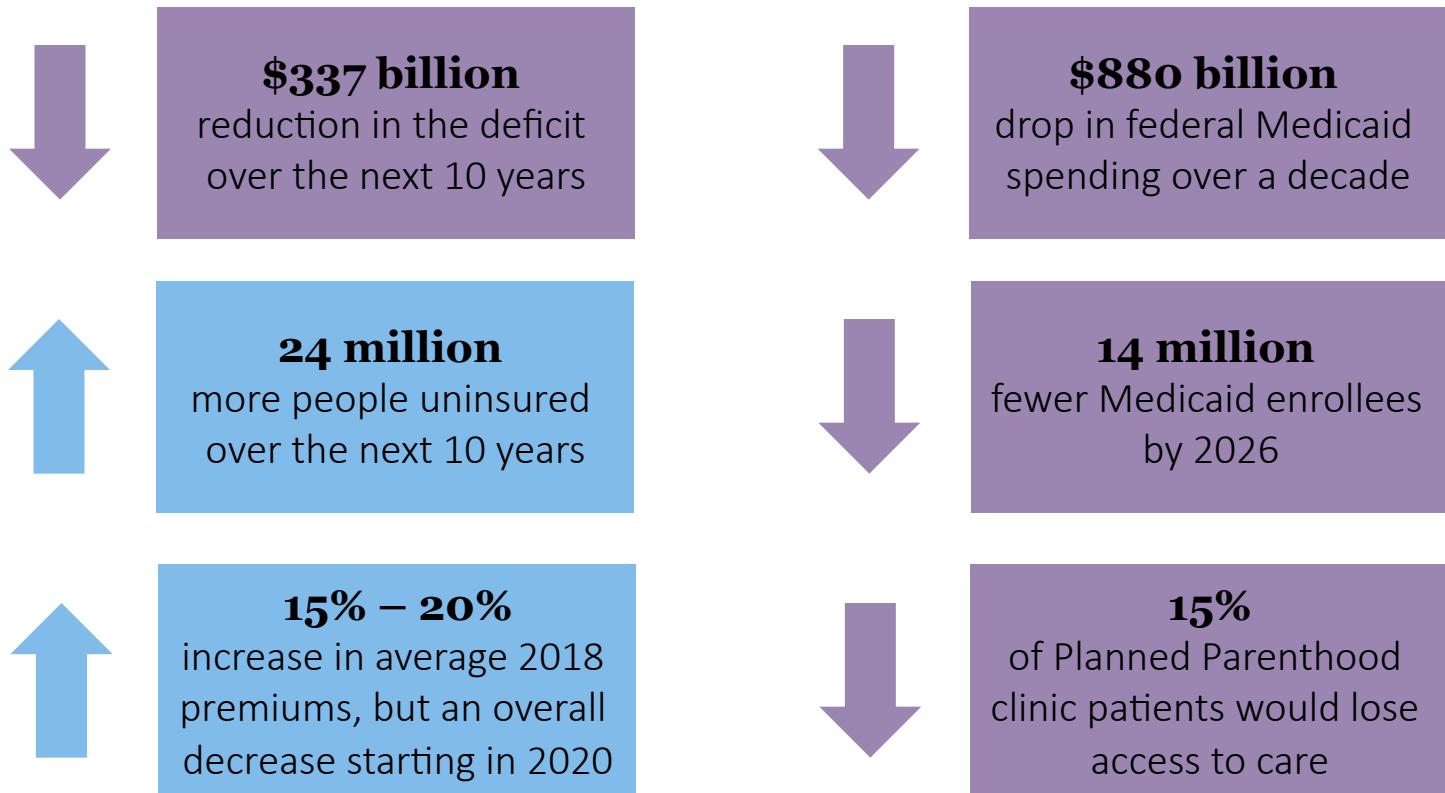 $337 billion
reduction in the deficit
over the next 10 years
$880 billion
drop in federal Medicaid
spending over a decade
24 million
more people uninsured
over the next 10 years
14 million
fewer Medicaid enrollees
by 2026
15% – 20%
increase in average 2018
premiums, but an overall
decrease starting in 2020
15%
of Planned Parenthood
clinic patients would lose
access to care